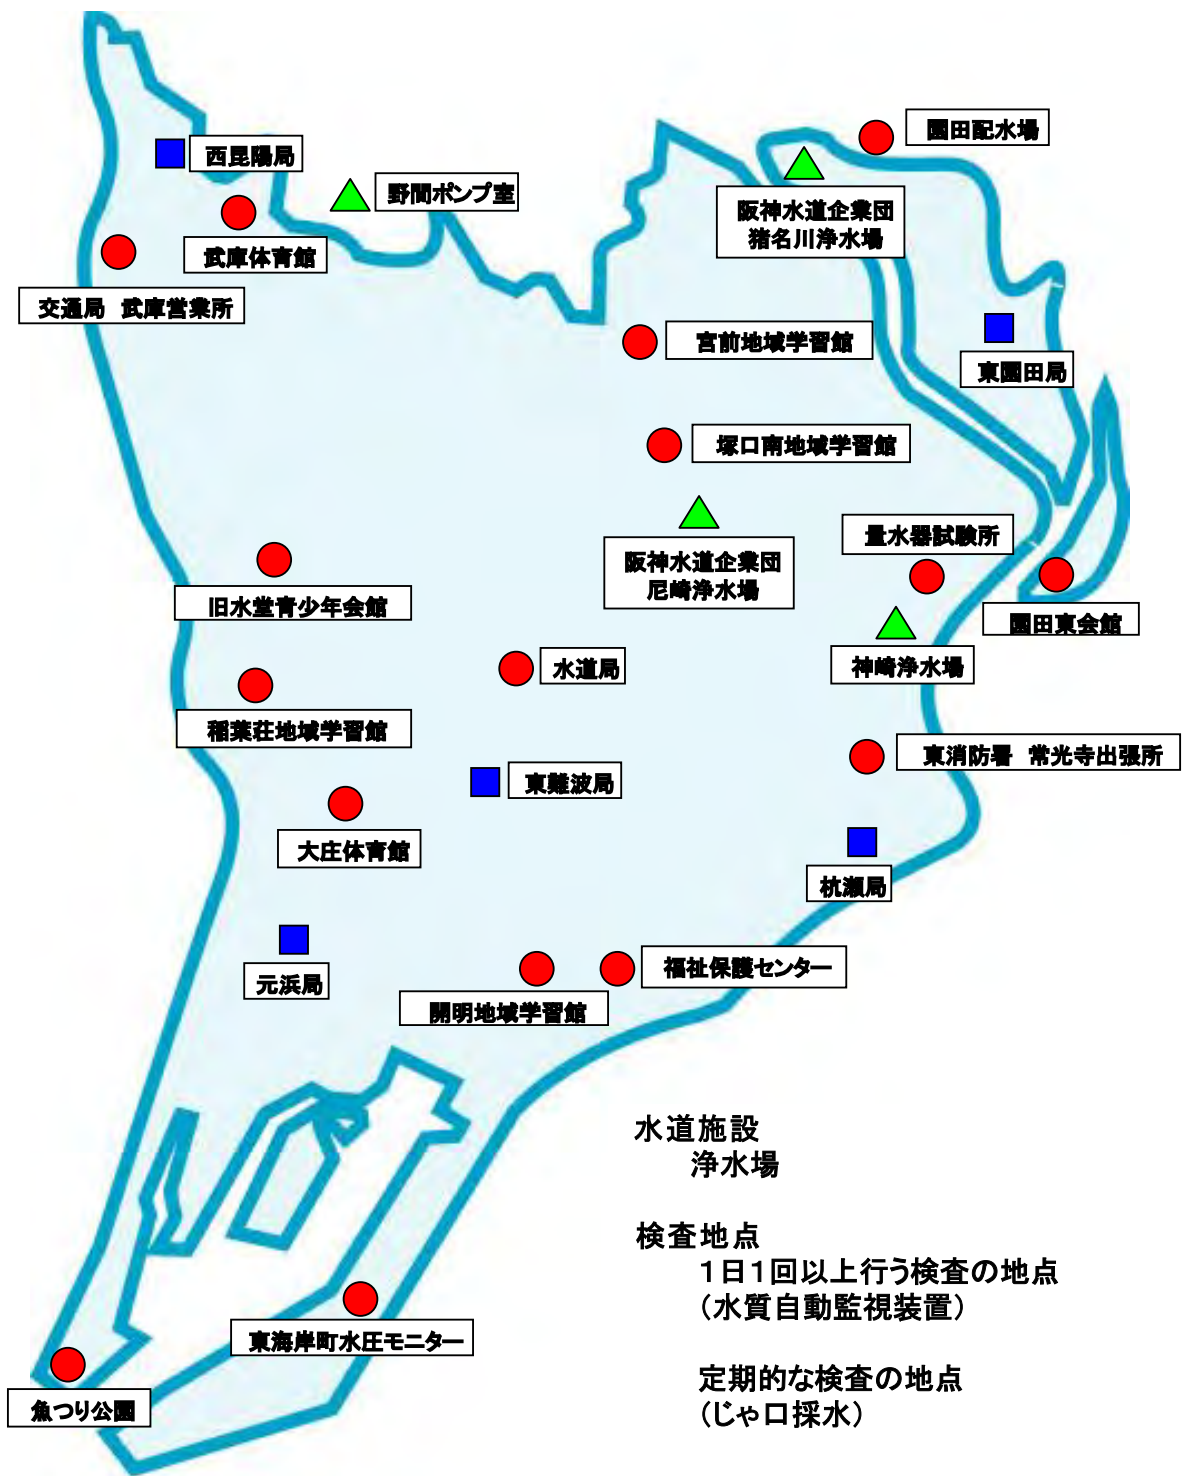 園田配水場
西昆陽局
野間ポンプ室
阪神水道企業団
猪名川浄水場
武庫体育館
交通局　武庫営業所
宮前地域学習館
東園田局
塚口南地域学習館
量水器試験所
阪神水道企業団
尼崎浄水場
旧水堂青少年会館
園田東会館
水道局
神崎浄水場
稲葉荘地域学習館
東消防署　常光寺出張所
東難波局
大庄体育館
杭瀬局
福祉保護センター
元浜局
開明地域学習館
水道施設
浄水場
検査地点
１日１回以上行う検査の地点
（水質自動監視装置）
東海岸町水圧モニター
定期的な検査の地点
（じゃ口採水）
魚つり公園